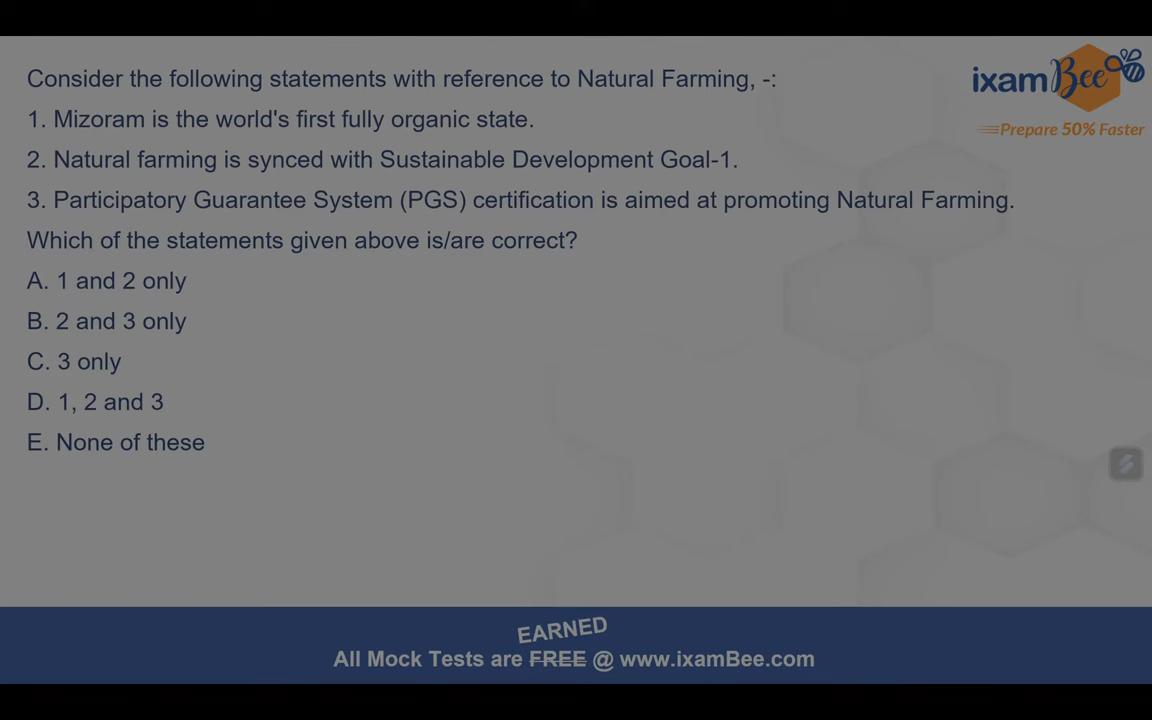 Consider the following statements with reference to Natural Farming, -:
1. Mizoram is the world's first fully organic state.
2. Natural farming is synced with Sustainable Development Goal-1.
3. Participatory Guarantee System (PGS) certification is aimed at promoting Natural Farming.
Which of the statements given above is/are correct?
A. 1 and 2 only
B. 2 and 3 only
C. 3 only
D. 1, 2 and 3
E. None of these
ixamBee
Prepare 50% Faster
EARNED
All Mock Tests are FREE @ www.ixamBee.com